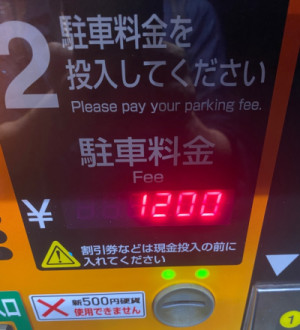 2
駐車料金を
投入してください
Please pay your parking fee.
駐車料金
Fee
¥ 1200
割引券などは現金投入の前に
入れてください
新500円硬貨
使用できません
入口